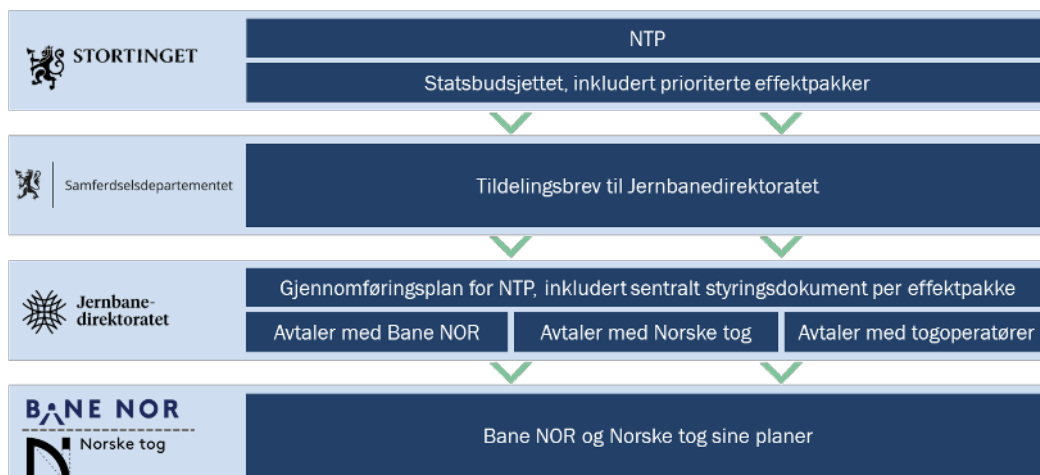 STORTINGET
NTP
Statsbudsjettet, inkludert prioriterte effektpakker
Samferdselsdepartementet
Tildelingsbrev til Jernbanedirektoratet
Jernbane-
direktoratet
Gjennomføringsplan for NTP, inkludert sentralt styringsdokument per effektpakke
Avtaler med Bane NOR
Avtaler med Norske tog
Avtaler med togoperatører
BANE NOR
Norske tog
Bane NOR og Norske tog sine planer